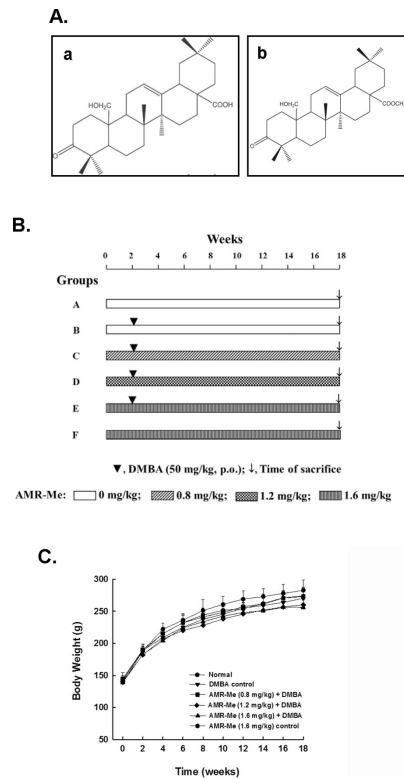 A.
a
HOH₂C
COOH
O
b
HOH₂C
COOCH₃
O
B.
Weeks
0 2 4 6 8 10 12 14 16 18
Groups
A
B
C
D
E
F
▼, DMBA (50 mg/kg, p.o.); ↓, Time of sacrifice
AMR-Me: 0 mg/kg; 0.8 mg/kg; 1.2 mg/kg; 1.6 mg/kg
C.
300
250
200
150
100
50
Body Weight (g)
Normal
DMBA control
AMR-Me (0.8 mg/kg) + DMBA
AMR-Me (1.2 mg/kg) + DMBA
AMR-Me (1.6 mg/kg) + DMBA
AMR-Me (1.6 mg/kg) control
0 2 4 6 8 10 12 14 16 18
Time (weeks)